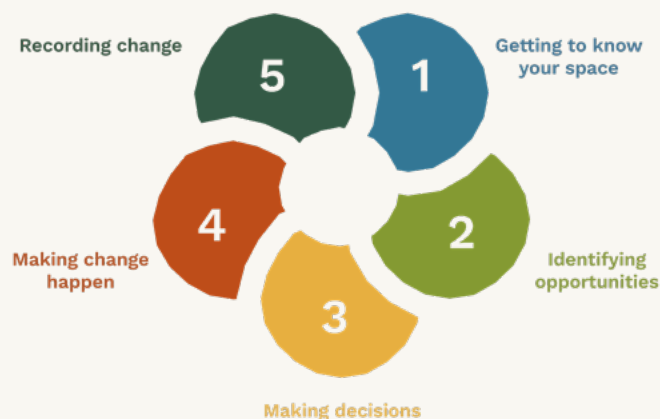 1
Getting to know
your space
2
Identifying
opportunities
3
Making decisions
4
Making change
happen
5
Recording change